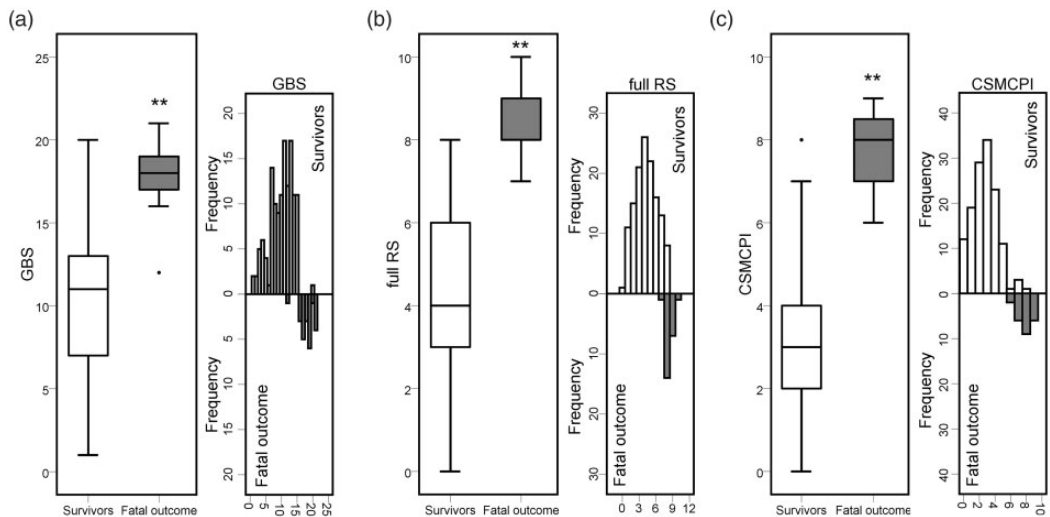 (a)
GBS
25
20
15
10
5
0
**
Survivors
Fatal outcome
GBS
Frequency
20
15
10
5
0
5
10
15
20
Frequency
Survivors
Fatal outcome
0 5 10 15 20 25
(b)
full RS
10
8
6
4
2
0
**
Survivors
Fatal outcome
full RS
Frequency
30
20
10
0
10
20
30
Frequency
Survivors
Fatal outcome
0 3 6 9 12
(c)
CSMCPI
10
8
6
4
2
0
**
Survivors
Fatal outcome
CSMCPI
Frequency
40
30
20
10
0
10
20
30
40
Frequency
Survivors
Fatal outcome
0 2 4 6 8 10